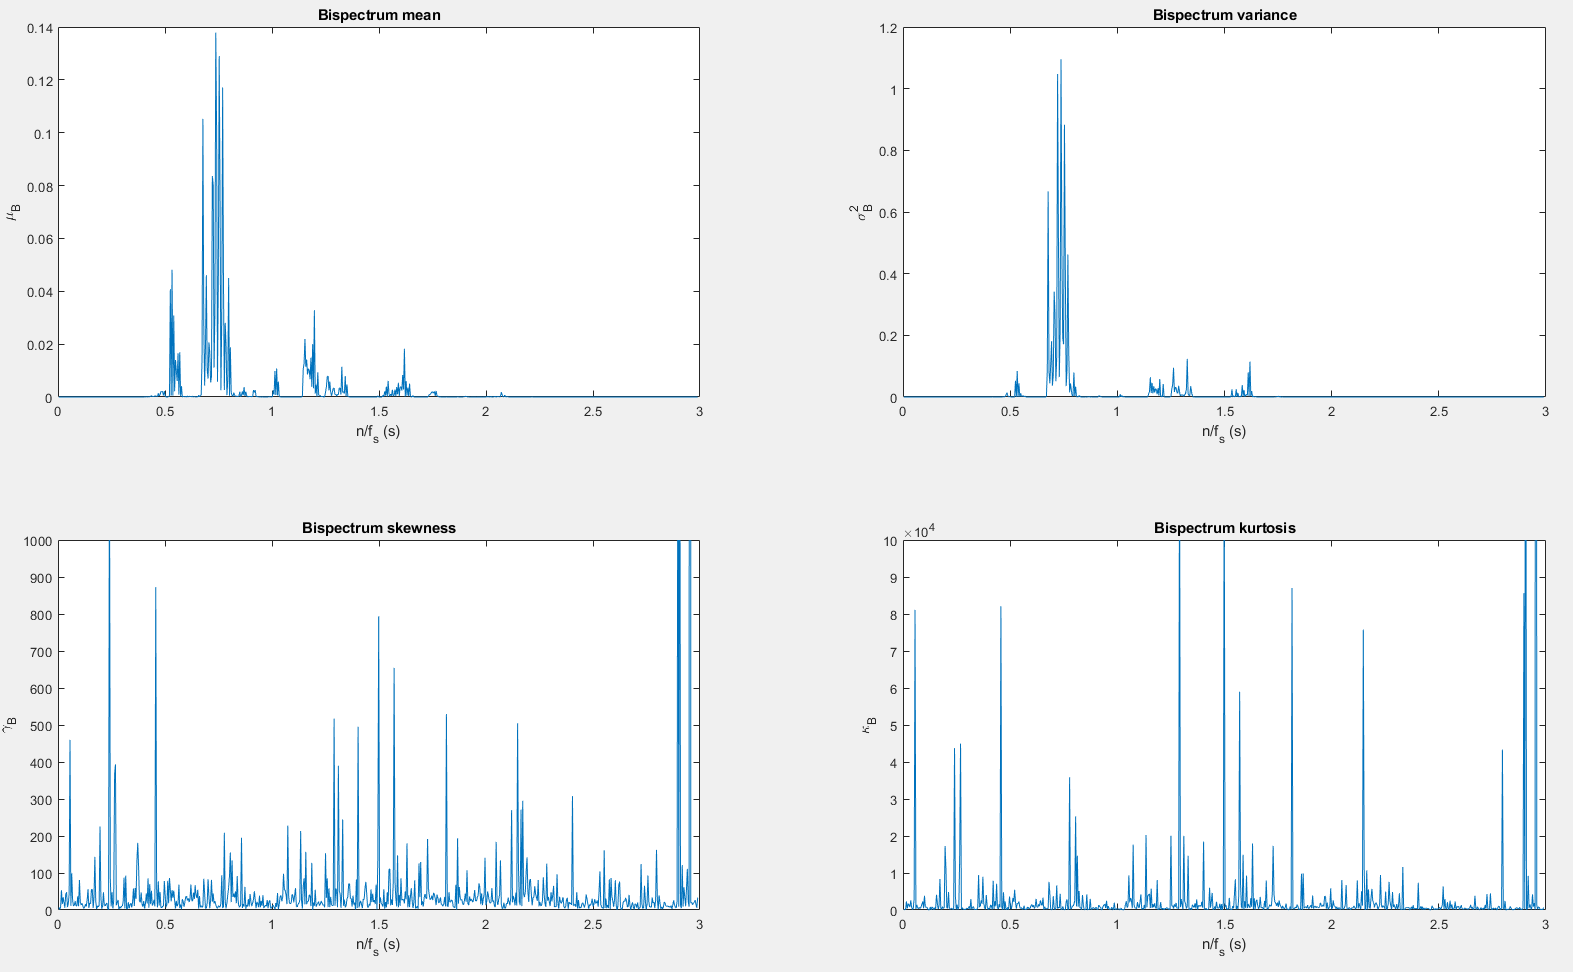 Bispectrum mean
0.14
0.12
0.1
0.08
0.06
0.04
0.02
0
μB
0 0.5 1 1.5 2 2.5 3
n/fs (s)
Bispectrum variance
1.2
1
0.8
0.6
0.4
0.2
0
σ2B
0 0.5 1 1.5 2 2.5 3
n/fs (s)
Bispectrum skewness
1000
900
800
700
600
500
400
300
200
100
0
γ̂B
0 0.5 1 1.5 2 2.5 3
n/fs (s)
Bispectrum kurtosis
×104
10
9
8
7
6
5
4
3
2
1
0
κB
0 0.5 1 1.5 2 2.5 3
n/fs (s)